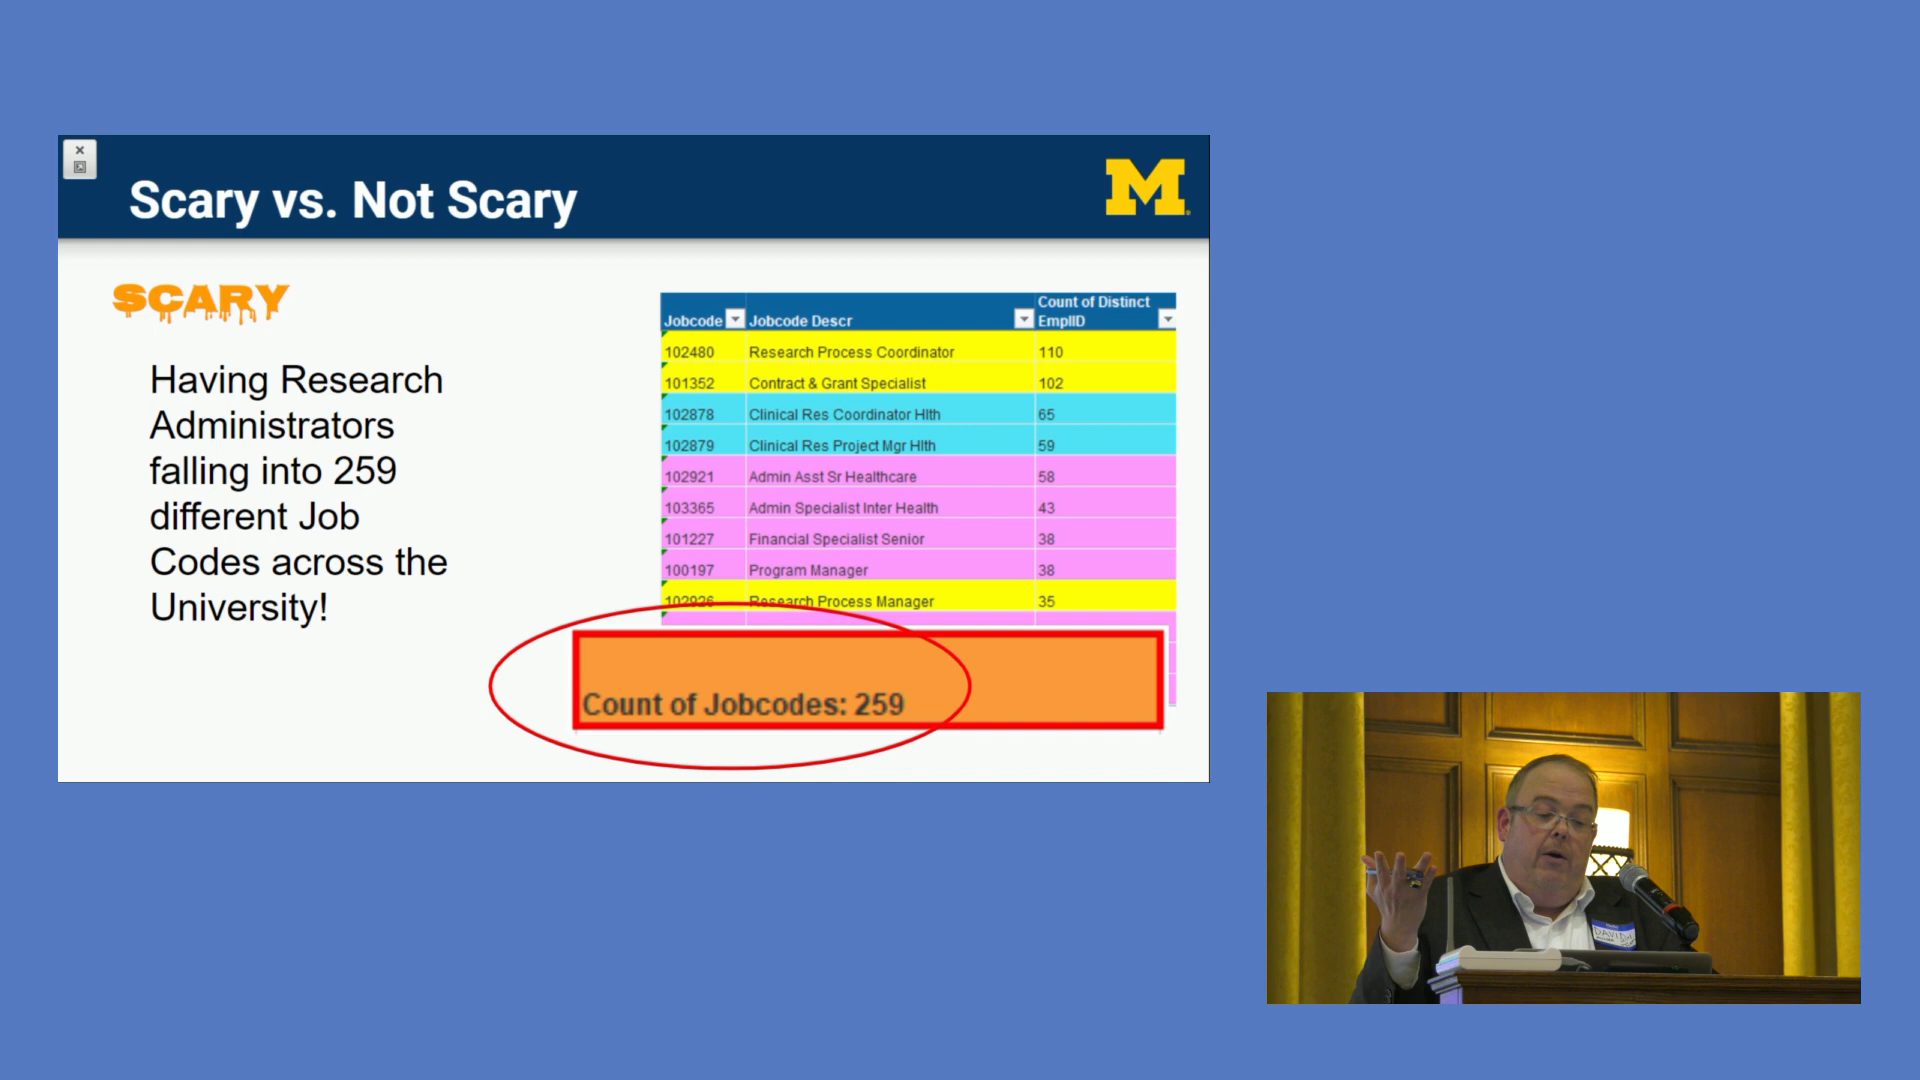 Scary vs. Not Scary
M
SCARY
Having Research
Administrators
falling into 259
different Job
Codes across the
University!
Jobcode Jobcode Descr Count of Distinct EmplID
102480 Research Process Coordinator 110
101352 Contract & Grant Specialist 102
102878 Clinical Res Coordinator Hlth 65
102879 Clinical Res Project Mgr Hlth 59
102921 Admin Asst Sr Healthcare 58
103365 Admin Specialist Inter Health 43
101227 Financial Specialist Senior 38
100197 Program Manager 38
102926 Research Process Manager 35
Count of Jobcodes: 259
DAVID